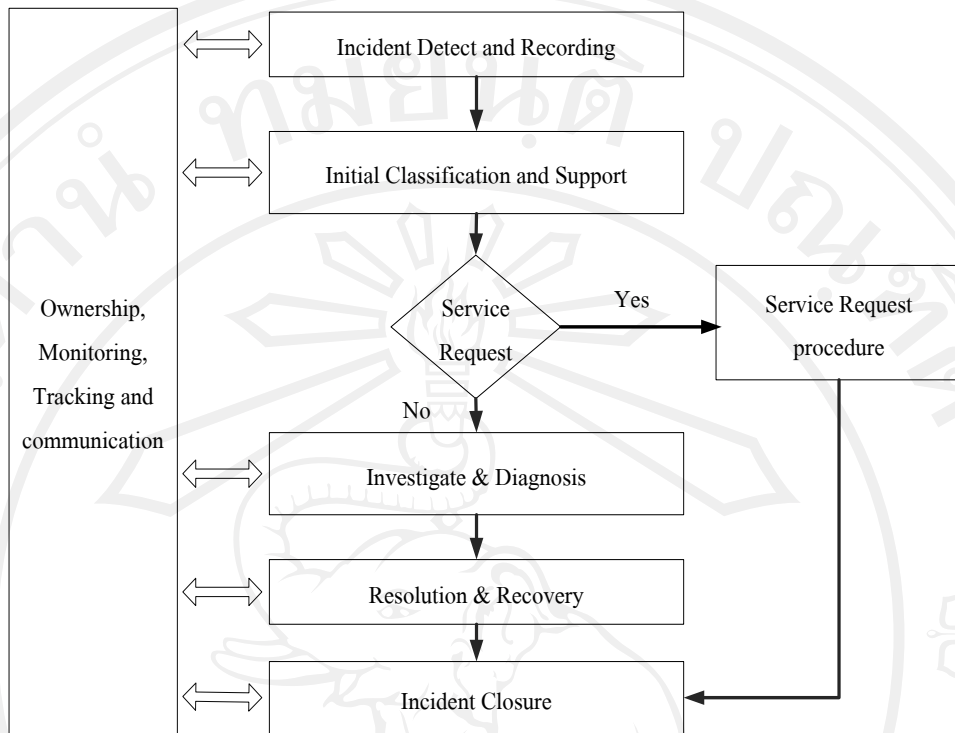 Incident Detect and Recording
Initial Classification and Support
Ownership,
Monitoring,
Tracking and
communication
Service
Request
Yes
Service Request
procedure
No
Investigate & Diagnosis
Resolution & Recovery
Incident Closure